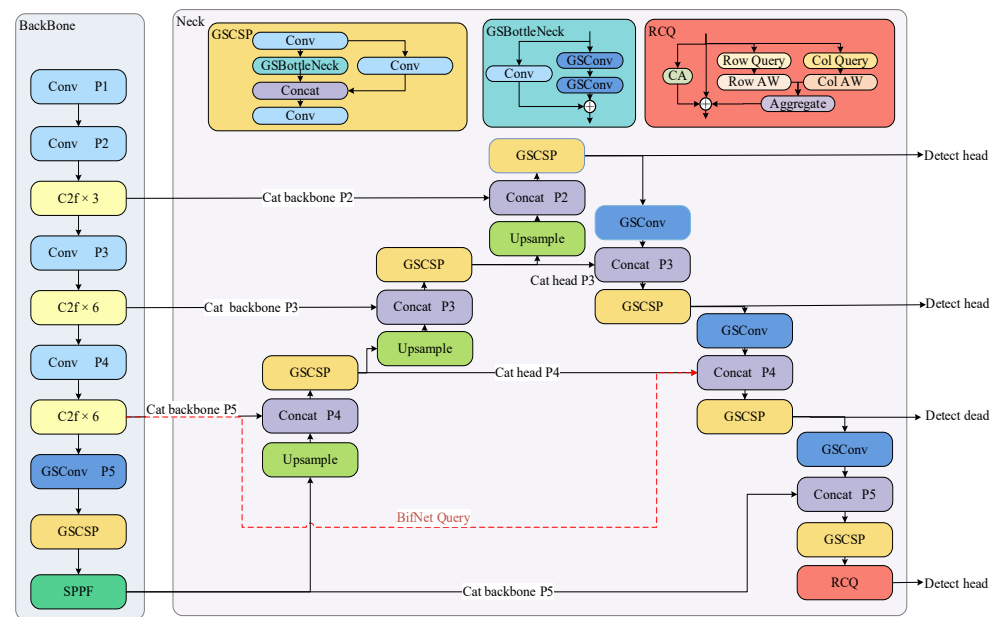 BackBone
Conv P1
Conv P2
C2f × 3
Conv P3
C2f × 6
Conv P4
C2f × 6
GSConv P5
GSCSP
SPPF
Neck
GSCSP
Conv
GSBottleNeck
Conv
Concat
Conv
GSBottleNeck
GSConv
Conv
GSConv
RCQ
Row Query
Col Query
CA
Row AW
Col AW
Aggregate
GSCSP
Detect head
Cat backbone P2
Concat P2
GSConv
Upsample
GSCSP
Concat P3
Cat head P3
Cat backbone P3
Concat P3
GSCSP
Detect head
GSConv
Upsample
GSCSP
Cat head P4
Concat P4
Cat backbone P5
Concat P4
GSCSP
Detect dead
GSConv
Upsample
Concat P5
BifNet Query
GSCSP
Cat backbone P5
RCQ
Detect head